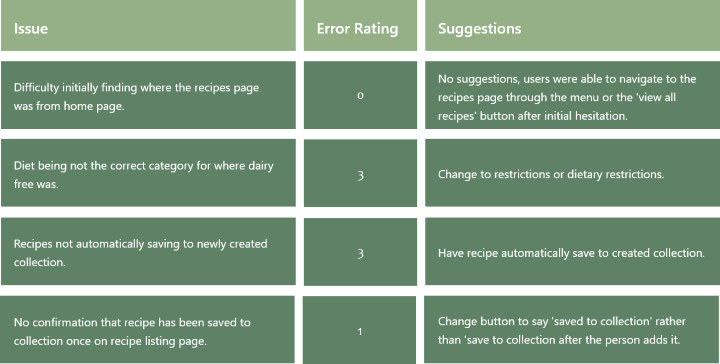 Issue
Error Rating
Suggestions
Difficulty initially finding where the recipes page
was from home page.
0
No suggestions, users were able to navigate to the
recipes page through the menu or the 'view all
recipes' button after initial hesitation.
Diet being not the correct category for where dairy
free was.
3
Change to restrictions or dietary restrictions.
Recipes not automatically saving to newly created
collection.
3
Have recipe automatically save to created collection.
No confirmation that recipe has been saved to
collection once on recipe listing page.
1
Change button to say 'saved to collection' rather
than 'save to collection after the person adds it.